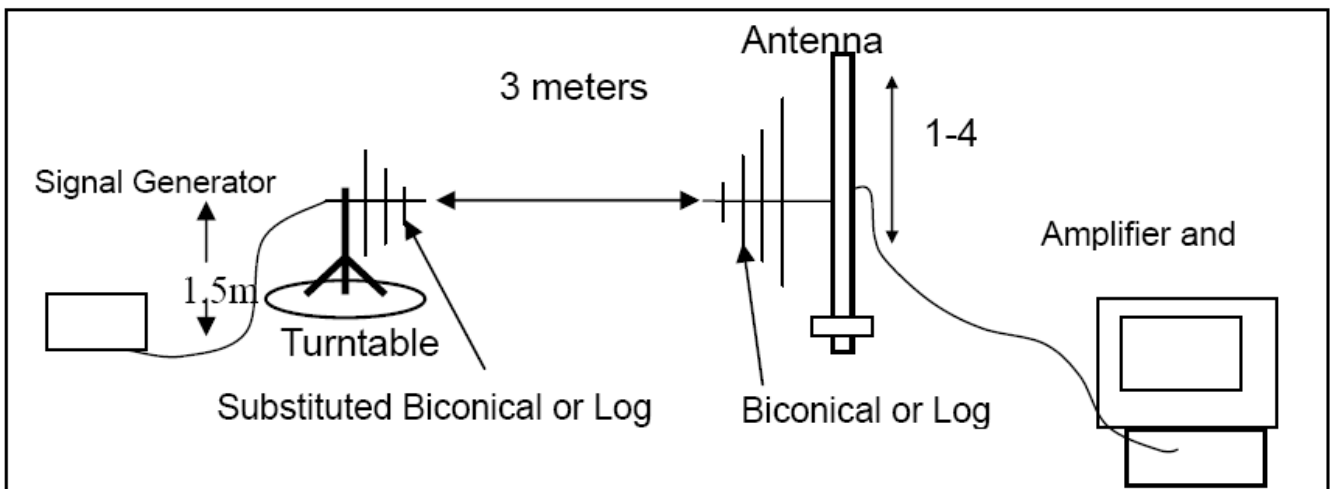 Antenna
3 meters
1-4
Signal Generator
Amplifier and
1.5m
Turntable
Substituted Biconical or Log
Biconical or Log